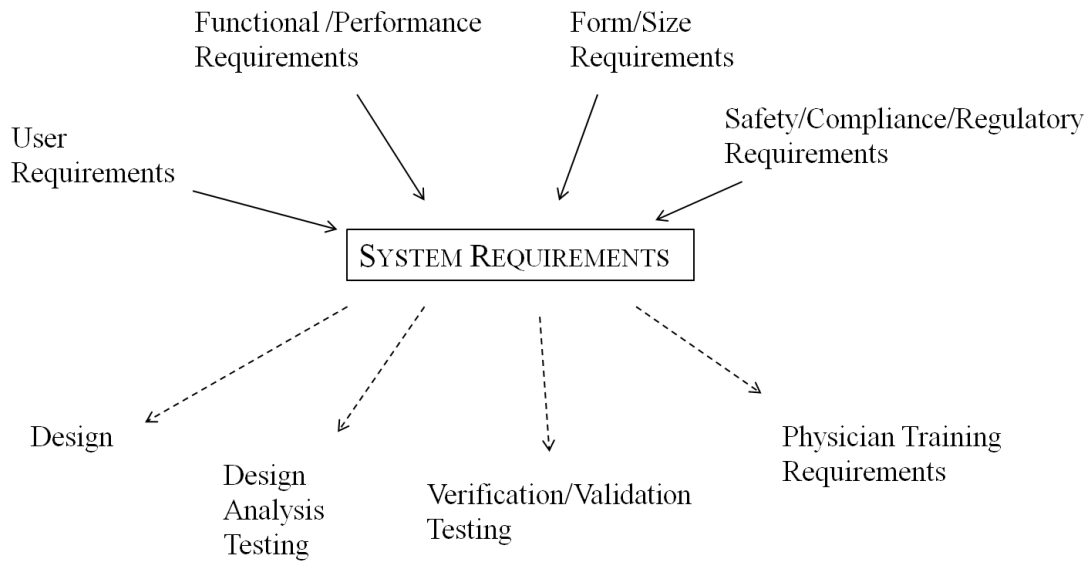 Functional /Performance
Requirements
Form/Size
Requirements
User
Requirements
Safety/Compliance/Regulatory
Requirements
SYSTEM REQUIREMENTS
Design
Design
Analysis
Testing
Verification/Validation
Testing
Physician Training
Requirements